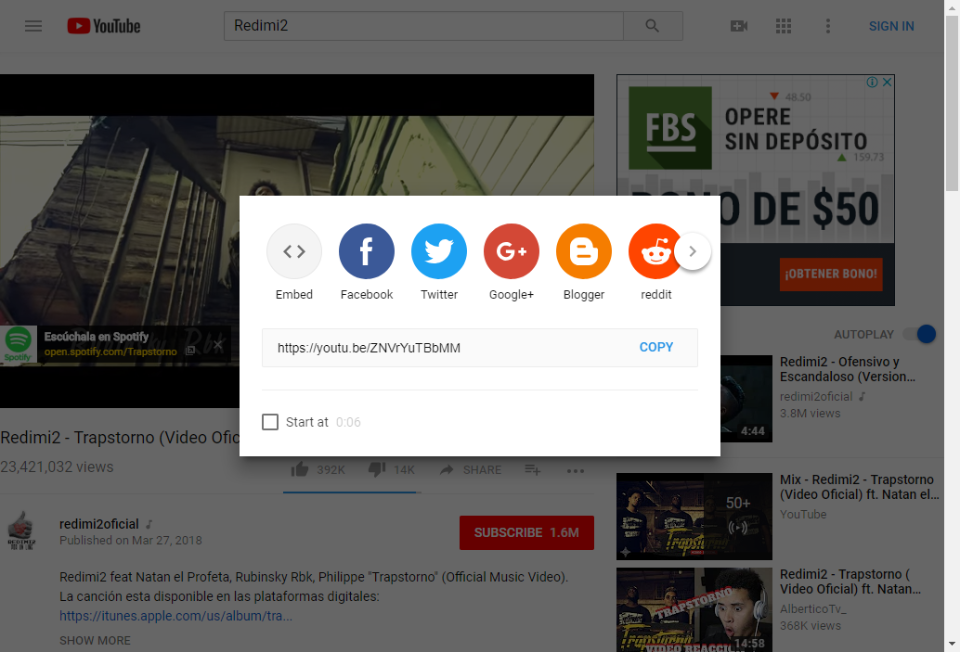 YouTube
Redimi2
SIGN IN
48.50
FBS
OPERE
SIN DEPÓSITO
159.73
O DE $50
¡OBTENER BONO!
Embed
Facebook
Twitter
Google+
Blogger
reddit
https://youtu.be/ZNVrYuTBbMM
COPY
Start at 0:06
Escúchala en Spotify
open.spotify.com/Trapstorno
Spotify
Rbk
AUTOPLAY
Redimi2 - Ofensivo y
Escandaloso (Version...
redimi2oficial
3.8M views
4:44
Redimi2 - Trapstorno (Video Ofic
23,421,032 views
392K
14K
SHARE
50+
Trapstorno
Mix - Redimi2 - Trapstorno
(Video Oficial) ft. Natan el...
YouTube
redimi2oficial
Published on Mar 27, 2018
SUBSCRIBE 1.6M
Redimi2 feat Natan el Profeta, Rubinsky Rbk, Philippe "Trapstorno" (Official Music Video).
La canción esta disponible en las plataformas digitales:
https://itunes.apple.com/us/album/tra...
SHOW MORE
TRAPSTORNO
Trapstorno
VIDEO REACCI
14:58
Redimi2 - Trapstorno (
Video Oficial) ft. Natan...
AlberticoTv_
368K views